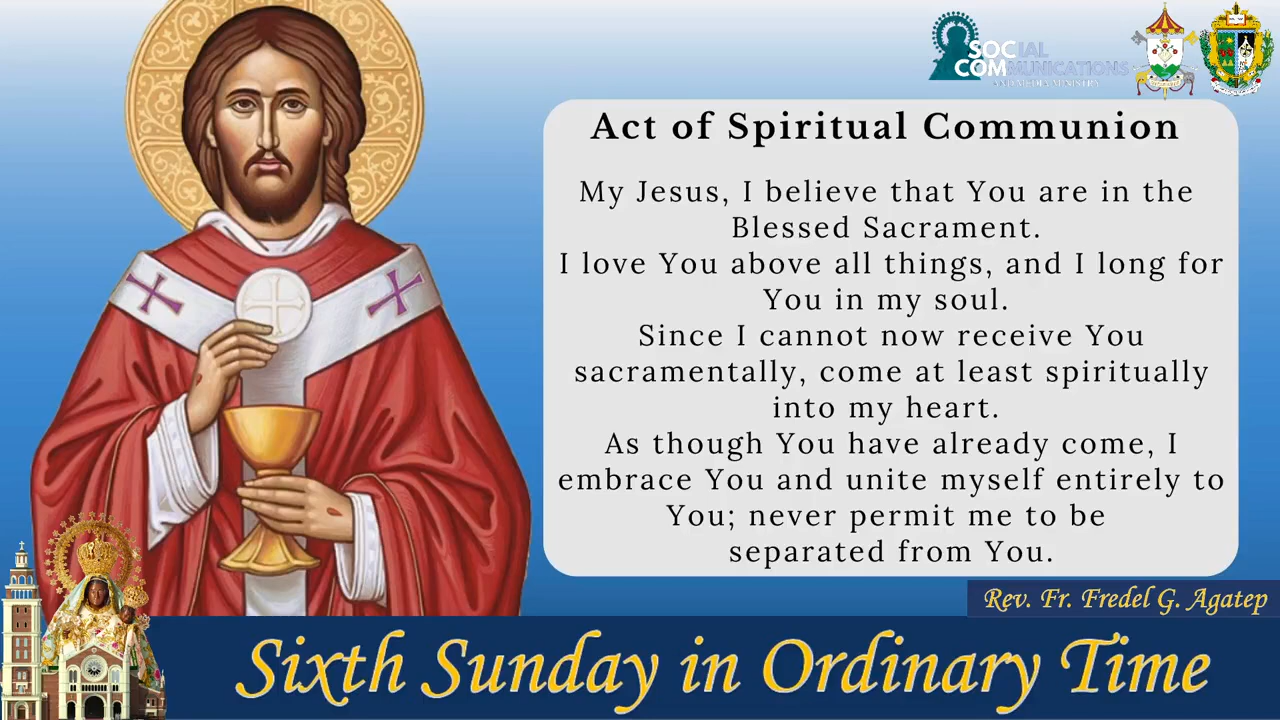 SOCIAL
COMMUNICATIONS
AND MEDIA MINISTRY
Act of Spiritual Communion
My Jesus, I believe that You are in the
Blessed Sacrament.
I love You above all things, and I long for
You in my soul.
Since I cannot now receive You
sacramentally, come at least spiritually
into my heart.
As though You have already come, I
embrace You and unite myself entirely to
You; never permit me to be
separated from You.
Rev. Fr. Fredel G. Agatep
Sixth Sunday in Ordinary Time